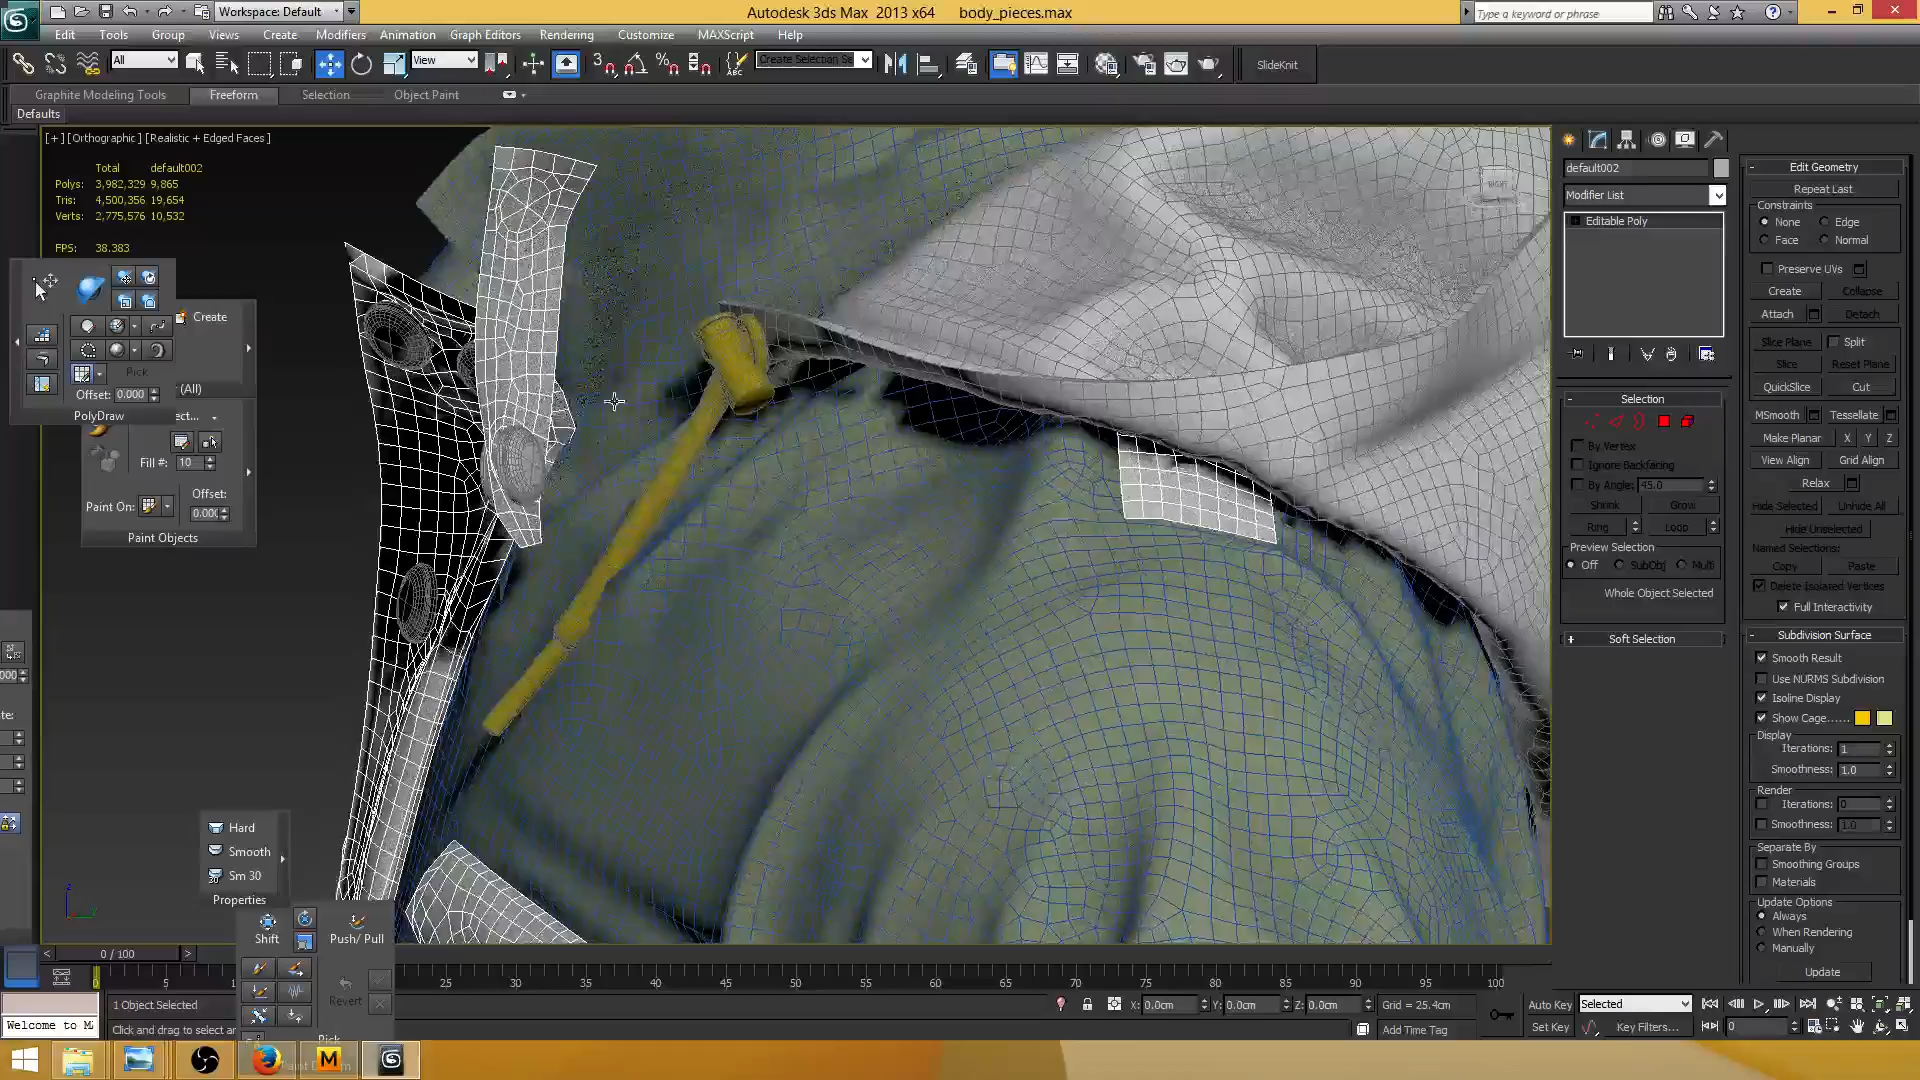 Workspace: Default
Autodesk 3ds Max 2013 x64 body_pieces.max
Type a keyword or phrase
Edit Tools Group Views Create Modifiers Animation Graph Editors Rendering Customize MAXScript Help
All View Create Selection Se SlideKnit
Graphite Modeling Tools Freeform Selection Object Paint
Defaults
[+] [Orthographic] [Realistic + Edged Faces]
Total default002
Polys: 3,982,329 9,865
Tris: 4,500,356 19,654
Verts: 2,775,576 10,532
FPS: 38.383
Create
Pick
(All)
Offset: 0.000
PolyDraw
ect...
Fill #: 10
Offset:
Paint On: 0.000
Paint Objects
000
te:
Hard
Smooth
Sm 30
Properties
Shift Push/ Pull
Revert
Pick
RIGHT
default002
Modifier List
Editable Poly
Selection
By Vertex
Ignore Backfacing
By Angle: 45.0
Shrink Grow
Ring Loop
Preview Selection
Off SubObj Multi
Whole Object Selected
Soft Selection
Edit Geometry
Repeat Last
Constraints
None Edge
Face Normal
Preserve UVs
Create Collapse
Attach Detach
Slice Plane Split
Slice Reset Plane
QuickSlice Cut
MSmooth Tessellate
Make Planar X Y Z
View Align Grid Align
Relax
Hide Selected Unhide All
Hide Unselected
Named Selections:
Copy Paste
Delete Isolated Vertices
Full Interactivity
Subdivision Surface
Smooth Result
Use NURMS Subdivision
Isoline Display
Show Cage......
Display
Iterations: 1
Smoothness: 1.0
Render
Iterations: 0
Smoothness: 1.0
Separate By
Smoothing Groups
Materials
Update Options
Always
When Rendering
Manually
Update
0 / 100
0 5 25 30 35 40 45 50 55 60 65 70 75 80 85 90 95 100
1 Object Selected
X: 0.0cm Y: 0.0cm Z: 0.0cm Grid = 25.4cm
Auto Key Selected
Welcome to M
Click and drag to select an
Add Time Tag
Set Key Key Filters... 0